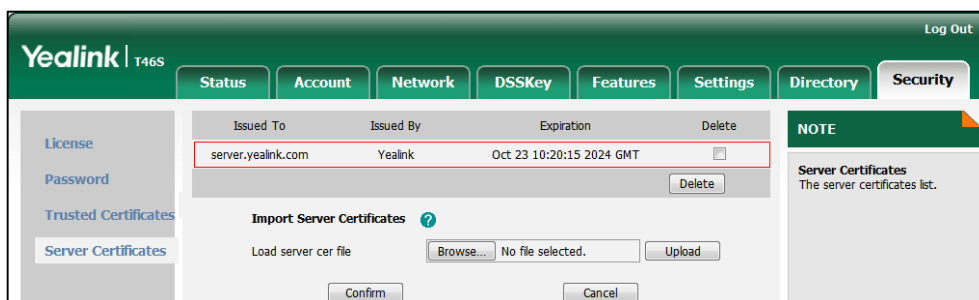 Log Out
Yealink | T46S
Status Account Network DSSKey Features Settings Directory Security
License
Password
Trusted Certificates
Server Certificates
Issued To Issued By Expiration Delete
server.yealink.com Yealink Oct 23 10:20:15 2024 GMT
Delete
Import Server Certificates ?
Load server cer file Browse... No file selected. Upload
Confirm Cancel
NOTE
Server Certificates
The server certificates list.